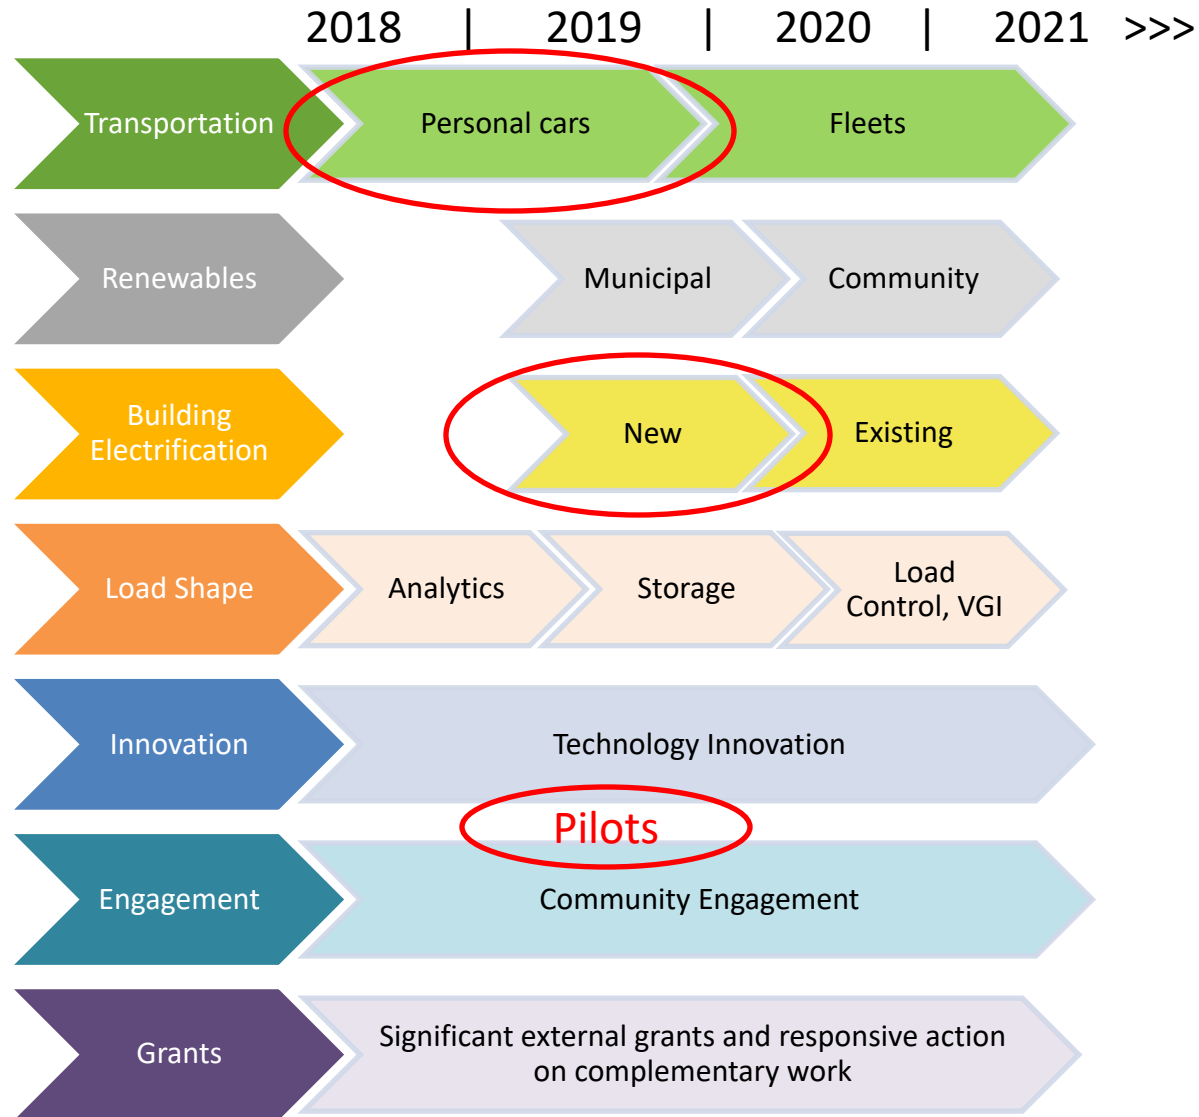 2018 | 2019 | 2020 | 2021 >>>
Transportation
Personal cars
Fleets
Renewables
Municipal
Community
Building
Electrification
New
Existing
Load Shape
Analytics
Storage
Load
Control, VGI
Innovation
Technology Innovation
Pilots
Engagement
Community Engagement
Grants
Significant external grants and responsive action
on complementary work